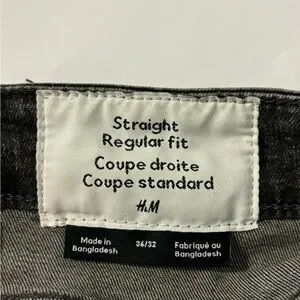 Straight
Regular fit
Coupe droite
Coupe standard
H&M
Made in
Bangladesh
36/32
Fabriqué au
Bangladesh